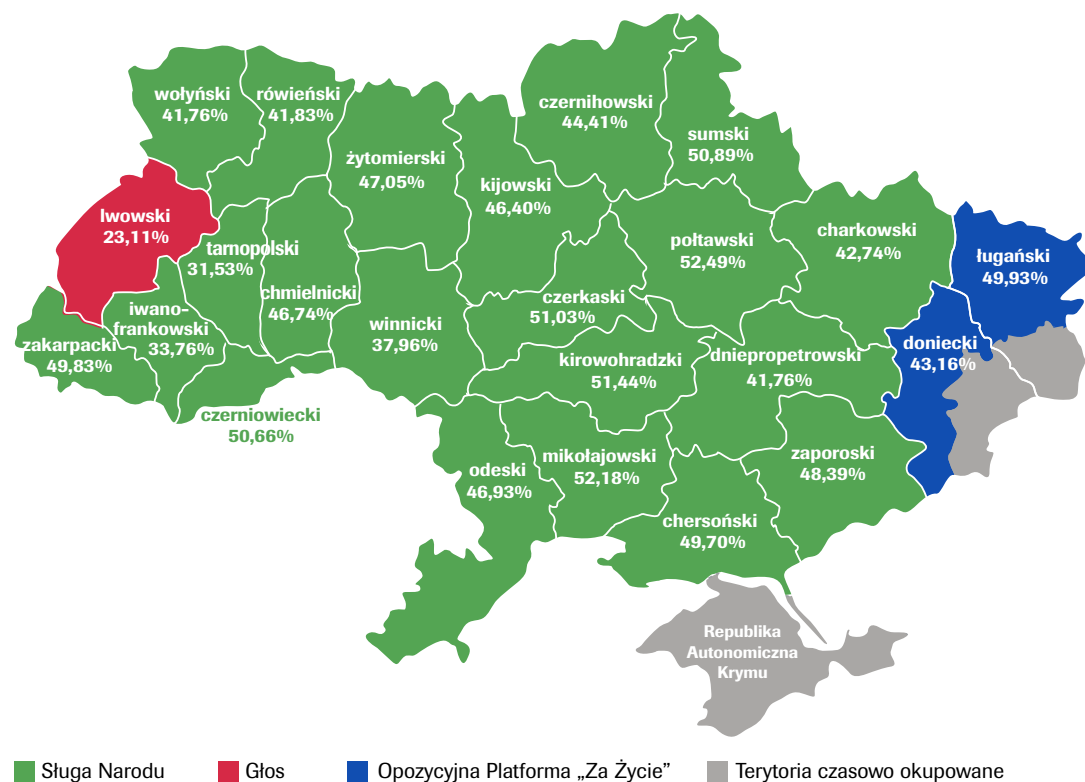 wołyński
41,76%
rówieński
41,83%
czernihowski
44,41%
sumski
50,89%
żytomierski
47,05%
kijowski
46,40%
lwowski
23,11%
tarnopolski
31,53%
połtawski
52,49%
charkowski
42,74%
ługański
49,93%
chmielnicki
46,74%
iwano-
frankowski
33,76%
winnicki
37,96%
czerkaski
51,03%
zakarpacki
49,83%
kirowohradzki
51,44%
dniepropetrowski
41,76%
doniecki
43,16%
czerniowiecki
50,66%
odeski
46,93%
mikołajowski
52,18%
zaporoski
48,39%
chersoński
49,70%
Republika
Autonomiczna
Krymu
Sługa Narodu
Głos
Opozycyjna Platforma „Za Życie”
Terytoria czasowo okupowane